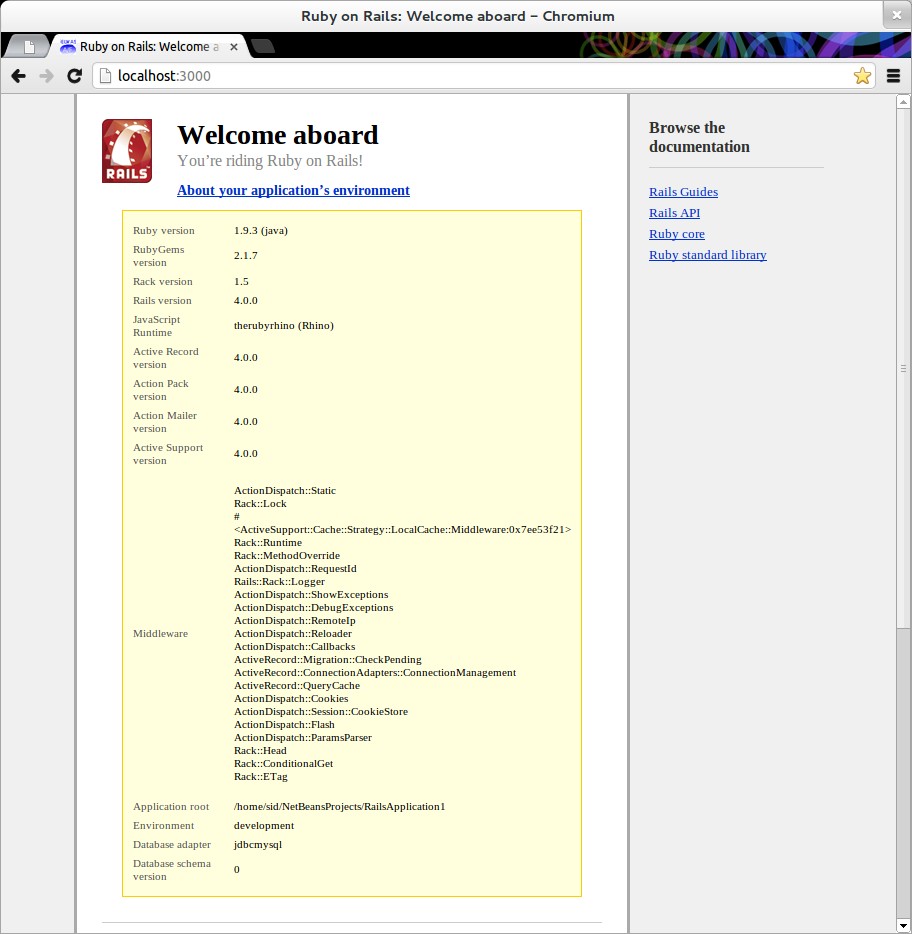 Ruby on Rails: Welcome aboard - Chromium
Ruby on Rails: Welcome a
localhost:3000
RAILS
Welcome aboard
You’re riding Ruby on Rails!
About your application’s environment
Ruby version 1.9.3 (java)
RubyGems
version 2.1.7
Rack version 1.5
Rails version 4.0.0
JavaScript
Runtime therubyrhino (Rhino)
Active Record
version 4.0.0
Action Pack
version 4.0.0
Action Mailer
version 4.0.0
Active Support
version 4.0.0
Middleware
ActionDispatch::Static
Rack::Lock
#
<ActiveSupport::Cache::Strategy::LocalCache::Middleware:0x7ee53f21>
Rack::Runtime
Rack::MethodOverride
ActionDispatch::RequestId
Rails::Rack::Logger
ActionDispatch::ShowExceptions
ActionDispatch::DebugExceptions
ActionDispatch::RemoteIp
ActionDispatch::Reloader
ActionDispatch::Callbacks
ActiveRecord::Migration::CheckPending
ActiveRecord::ConnectionAdapters::ConnectionManagement
ActiveRecord::QueryCache
ActionDispatch::Cookies
ActionDispatch::Session::CookieStore
ActionDispatch::Flash
ActionDispatch::ParamsParser
Rack::Head
Rack::ConditionalGet
Rack::ETag
Application root /home/sid/NetBeansProjects/RailsApplication1
Environment development
Database adapter jdbcmysql
Database schema
version 0
Browse the
documentation
Rails Guides
Rails API
Ruby core
Ruby standard library